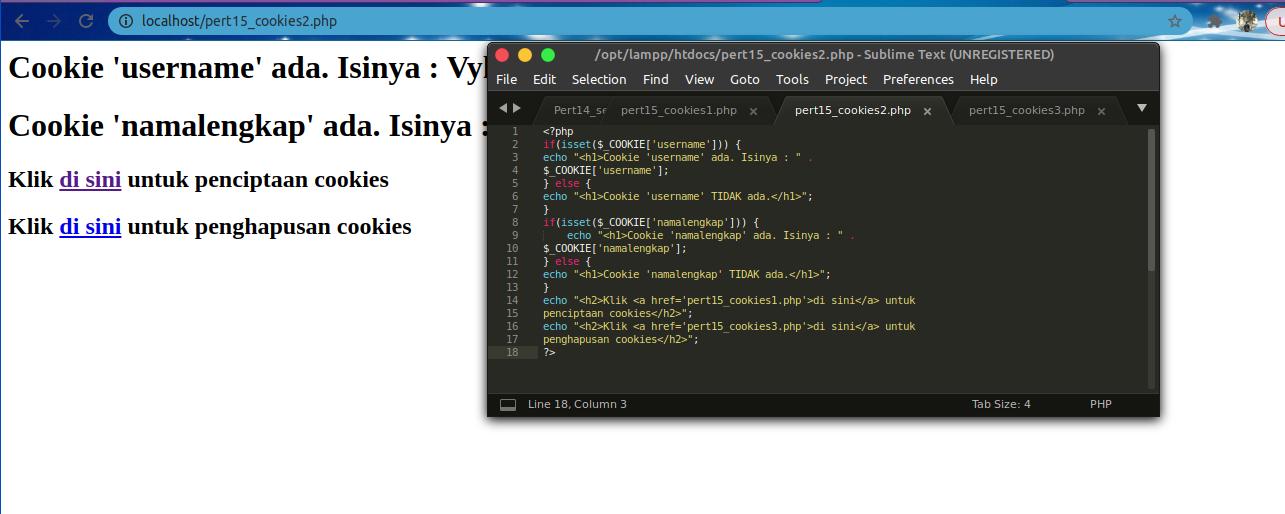 localhost/pert15_cookies2.php
Cookie 'username' ada. Isinya :
Cookie 'namalengkap' ada. Isinya :
Klik di sini untuk penciptaan cookies
Klik di sini untuk penghapusan cookies
/opt/lampp/htdocs/pert15_cookies2.php - Sublime Text (UNREGISTERED)
File Edit Selection Find View Goto Tools Project Preferences Help
pert15_cookies1.php × pert15_cookies2.php × pert15_cookies3.php ×
1 <?php
2 if(isset($_COOKIE['username'])) {
3 echo "<h1>Cookie 'username' ada. Isinya : " .
4 $_COOKIE['username'];
5 } else {
6 echo "<h1>Cookie 'username' TIDAK ada.</h1>";
7 }
8 if(isset($_COOKIE['namalengkap'])) {
9     echo "<h1>Cookie 'namalengkap' ada. Isinya : " .
10 $_COOKIE['namalengkap'];
11 } else {
12 echo "<h1>Cookie 'namalengkap' TIDAK ada.</h1>";
13 }
14 echo "<h2>Klik <a href='pert15_cookies1.php'>di sini</a> untuk
15 penciptaan cookies</h2>";
16 echo "<h2>Klik <a href='pert15_cookies3.php'>di sini</a> untuk
17 penghapusan cookies</h2>";
18 ?>
Line 18, Column 3 Tab Size: 4 PHP